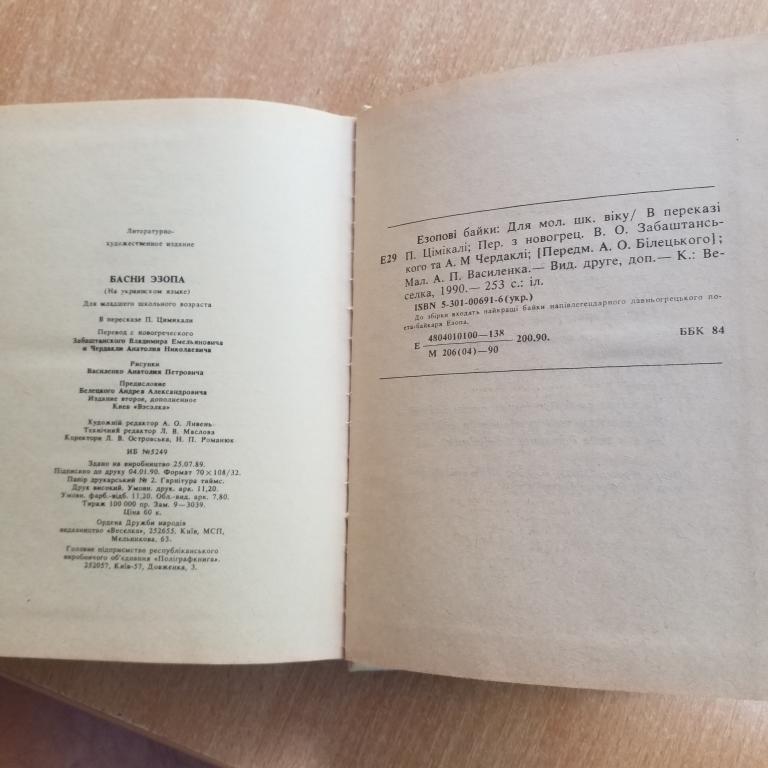 Литературно-
художественное издание
БАСНИ ЭЗОПА
(На украинском языке)
Для младшего школьного возраста
В пересказе П. Цимикали
Перевод с новогреческого
Забаштанского Владимира Емельяновича
и Чердакли Анатолия Николаевича
Рисунки
Василенко Анатолия Петровича
Предисловие
Белецкого Андрея Александровича
Издание второе, дополненное
Киев «Вэсэлка»
Художній редактор А. О. Ливень
Технічний редактор Л. В. Маслова
Коректори Л. В. Островська, Н. П. Романюк
ИБ №5249
Здано на виробництво 25.07.89.
Підписано до друку 04.01.90. Формат 70×108/32.
Папір друкарський № 2. Гарнітура таймс.
Друк високий. Умовн. друк. арк. 11,20.
Умовн. фарб.-відб. 11,20. Обл.-вид. арк. 7,80.
Тираж 100 000 пр. Зам. 9—3039.
Ціна 60 к.
Ордена Дружби народів
видавництво «Веселка», 252655, Київ, МСП,
Мельникова, 63.
Головне підприємство республіканського
виробничого об'єднання «Поліграфкнига».
252057, Київ-57, Довженка, 3.
Езопові байки: Для мол. шк. віку/ В переказі
Е29 П. Цімікалі; Пер. з новогрец. В. О. Забаштансь-
кого та А. М Чердаклі; [Передм. А. О. Білецького];
Мал. А. П. Василенка.— Вид. друге, доп.— К.: Ве-
селка, 1990.— 253 с.: іл.
ISBN 5-301-00691-6 (укр.)
До збірки входять найкращі байки напівлегендарного давньогрецького по-
ета-байкаря Езопа.
Е 4804010100—138
М 206(04)—90 200.90.
ББК 84